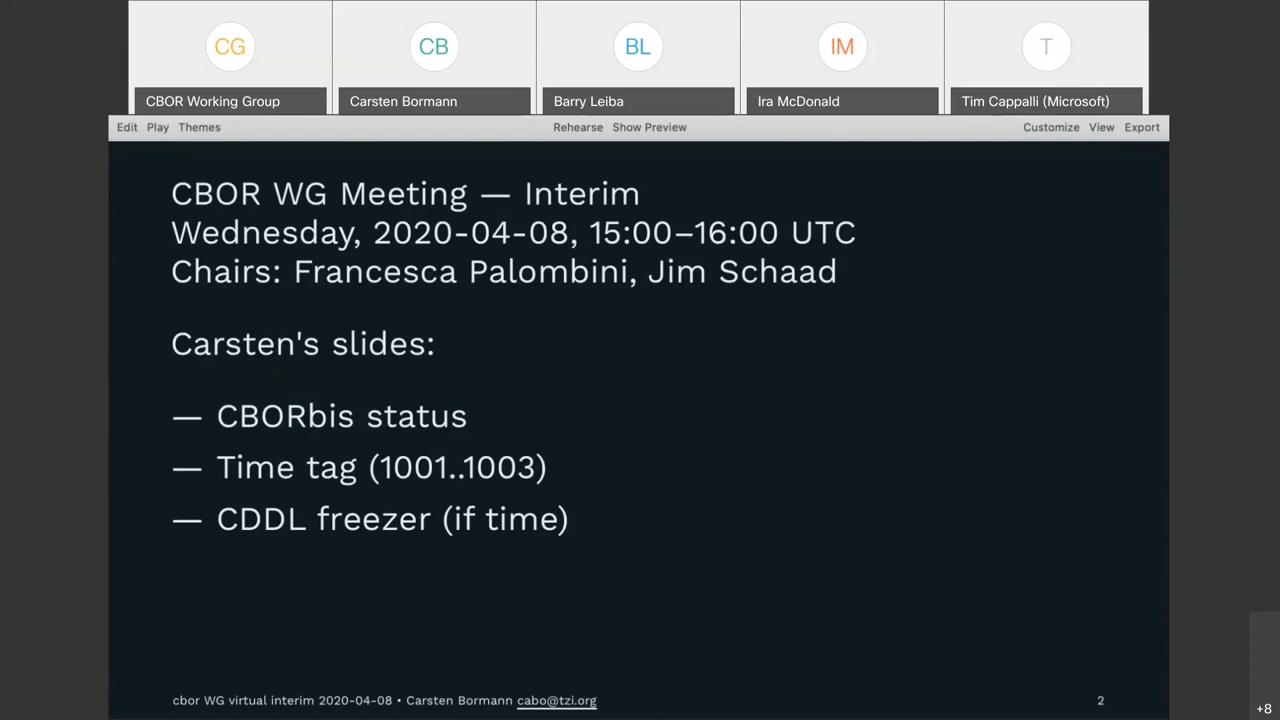 CG
CB
BL
IM
T
CBOR Working Group
Carsten Bormann
Barry Leiba
Ira McDonald
Tim Cappalli (Microsoft)
Edit Play Themes
Rehearse Show Preview
Customize View Export
CBOR WG Meeting — Interim
Wednesday, 2020-04-08, 15:00–16:00 UTC
Chairs: Francesca Palombini, Jim Schaad
Carsten's slides:
— CBORbis status
— Time tag (1001..1003)
— CDDL freezer (if time)
cbor WG virtual interim 2020-04-08 • Carsten Bormann cabo@tzi.org
2
+8